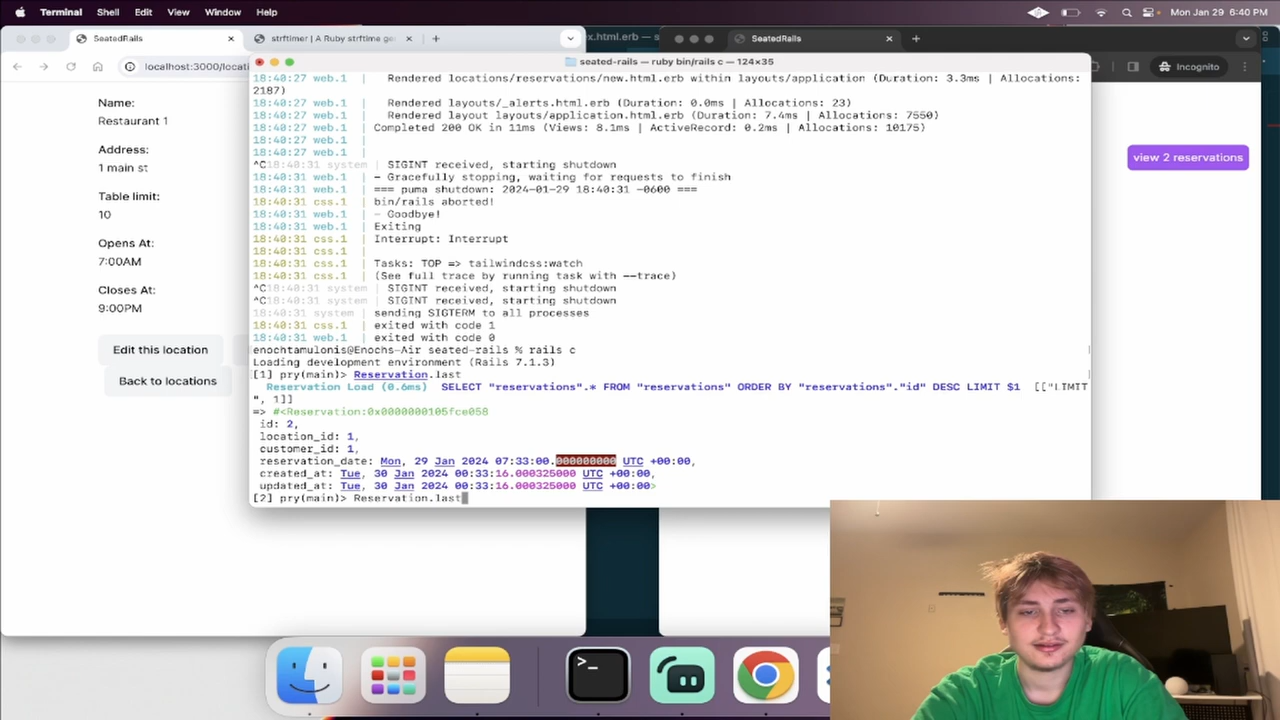 Terminal Shell Edit View Window Help
Mon Jan 29 6:40 PM
SeatedRails
strftimer | A Ruby strftime ge
x.html.erb —
SeatedRails
localhost:3000/locati
Incognito
seated-rails — ruby bin/rails c — 124×35
18:40:27 web.1 | Rendered locations/reservations/new.html.erb within layouts/application (Duration: 3.3ms | Allocations:
2187)
18:40:27 web.1 | Rendered layouts/_alerts.html.erb (Duration: 0.0ms | Allocations: 23)
18:40:27 web.1 | Rendered layout layouts/application.html.erb (Duration: 7.4ms | Allocations: 7550)
18:40:27 web.1 | Completed 200 OK in 11ms (Views: 8.1ms | ActiveRecord: 0.2ms | Allocations: 10175)
18:40:27 web.1 |
18:40:27 web.1 |
^C18:40:31 system | SIGINT received, starting shutdown
18:40:31 web.1 | - Gracefully stopping, waiting for requests to finish
18:40:31 web.1 | === puma shutdown: 2024-01-29 18:40:31 -0600 ===
18:40:31 css.1 | bin/rails aborted!
18:40:31 web.1 | - Goodbye!
18:40:31 web.1 | Exiting
18:40:31 css.1 | Interrupt: Interrupt
18:40:31 css.1 |
18:40:31 css.1 | Tasks: TOP => tailwindcss:watch
18:40:31 css.1 | (See full trace by running task with --trace)
^C18:40:31 system | SIGINT received, starting shutdown
^C18:40:31 system | SIGINT received, starting shutdown
18:40:31 system | sending SIGTERM to all processes
18:40:31 css.1 | exited with code 1
18:40:31 web.1 | exited with code 0
enochtamulonis@Enochs-Air seated-rails % rails c
Loading development environment (Rails 7.1.3)
[1] pry(main)> Reservation.last
Reservation Load (0.6ms) SELECT "reservations".* FROM "reservations" ORDER BY "reservations"."id" DESC LIMIT $1 [["LIMIT
", 1]]
=> #<Reservation:0x0000000105fce058
id: 2,
location_id: 1,
customer_id: 1,
reservation_date: Mon, 29 Jan 2024 07:33:00.000000000 UTC +00:00,
created_at: Tue, 30 Jan 2024 00:33:16.000325000 UTC +00:00,
updated_at: Tue, 30 Jan 2024 00:33:16.000325000 UTC +00:00>
[2] pry(main)> Reservation.last
Name:
Restaurant 1
Address:
1 main st
Table limit:
10
Opens At:
7:00AM
Closes At:
9:00PM
Edit this location
Back to locations
view 2 reservations